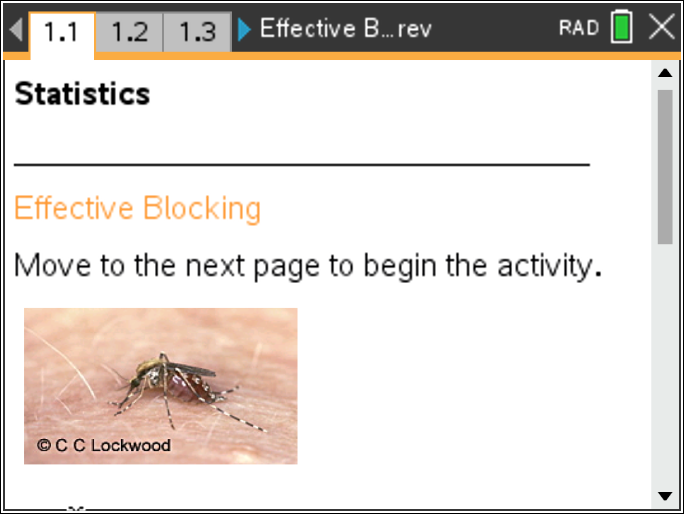 1.1 1.2 1.3 Effective B...rev RAD
Statistics
Effective Blocking
Move to the next page to begin the activity.
© C C Lockwood